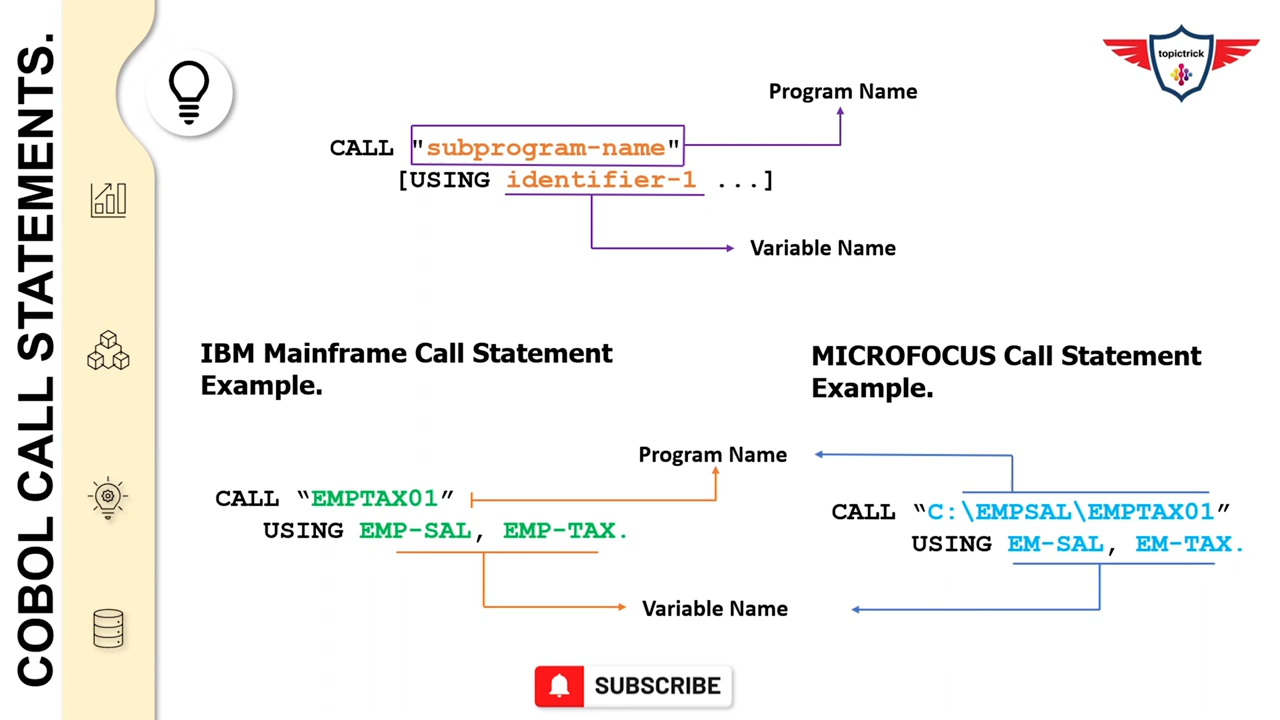 COBOL CALL STATEMENTS.
topictrick
Program Name
CALL "subprogram-name"
[USING identifier-1 ...]
Variable Name
IBM Mainframe Call Statement
Example.
MICROFOCUS Call Statement
Example.
Program Name
CALL “EMPTAX01”
USING EMP-SAL, EMP-TAX.
CALL “C:\EMPSAL\EMPTAX01”
USING EM-SAL, EM-TAX.
Variable Name
SUBSCRIBE